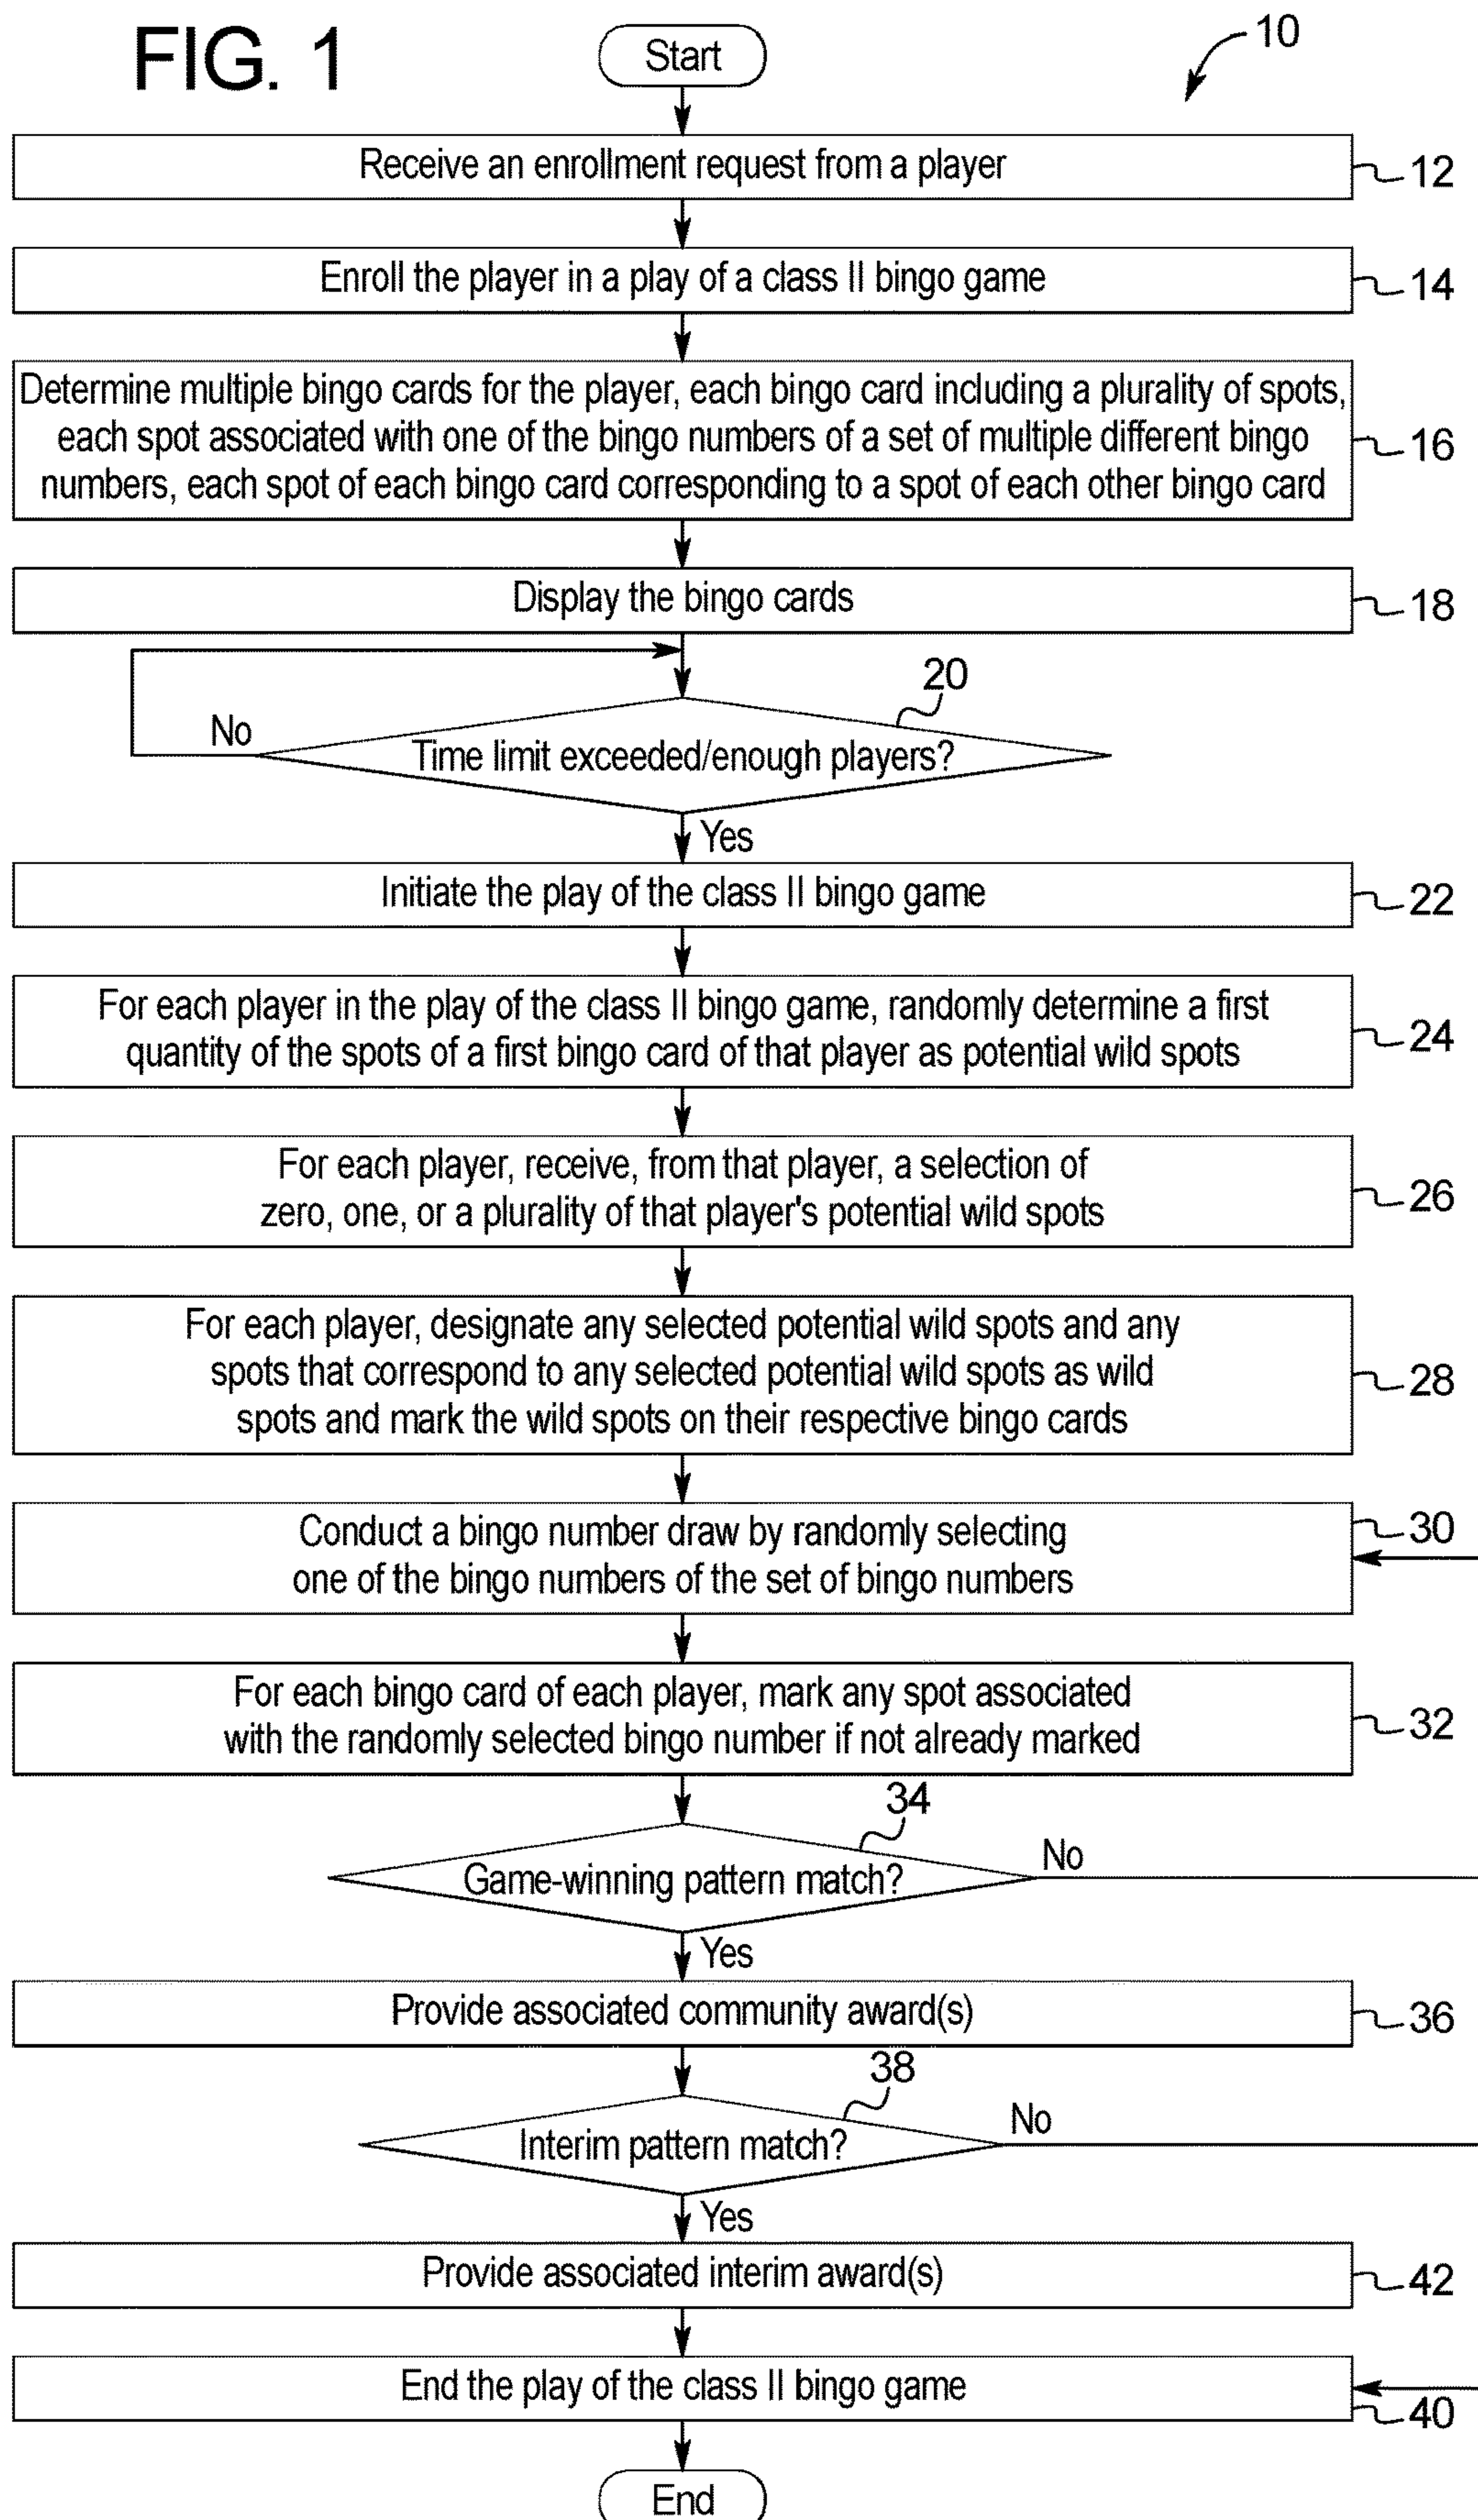 FIG. 1
Start
10
Receive an enrollment request from a player
12
Enroll the player in a play of a class II bingo game
14
Determine multiple bingo cards for the player, each bingo card including a plurality of spots,
each spot associated with one of the bingo numbers of a set of multiple different bingo
numbers, each spot of each bingo card corresponding to a spot of each other bingo card
16
Display the bingo cards
18
20
No
Time limit exceeded/enough players?
Yes
Initiate the play of the class II bingo game
22
For each player in the play of the class II bingo game, randomly determine a first
quantity of the spots of a first bingo card of that player as potential wild spots
24
For each player, receive, from that player, a selection of
zero, one, or a plurality of that player's potential wild spots
26
For each player, designate any selected potential wild spots and any
spots that correspond to any selected potential wild spots as wild
spots and mark the wild spots on their respective bingo cards
28
Conduct a bingo number draw by randomly selecting
one of the bingo numbers of the set of bingo numbers
30
For each bingo card of each player, mark any spot associated
with the randomly selected bingo number if not already marked
32
34
Game-winning pattern match?
No
Yes
Provide associated community award(s)
36
38
Interim pattern match?
No
Yes
Provide associated interim award(s)
42
End the play of the class II bingo game
40
End